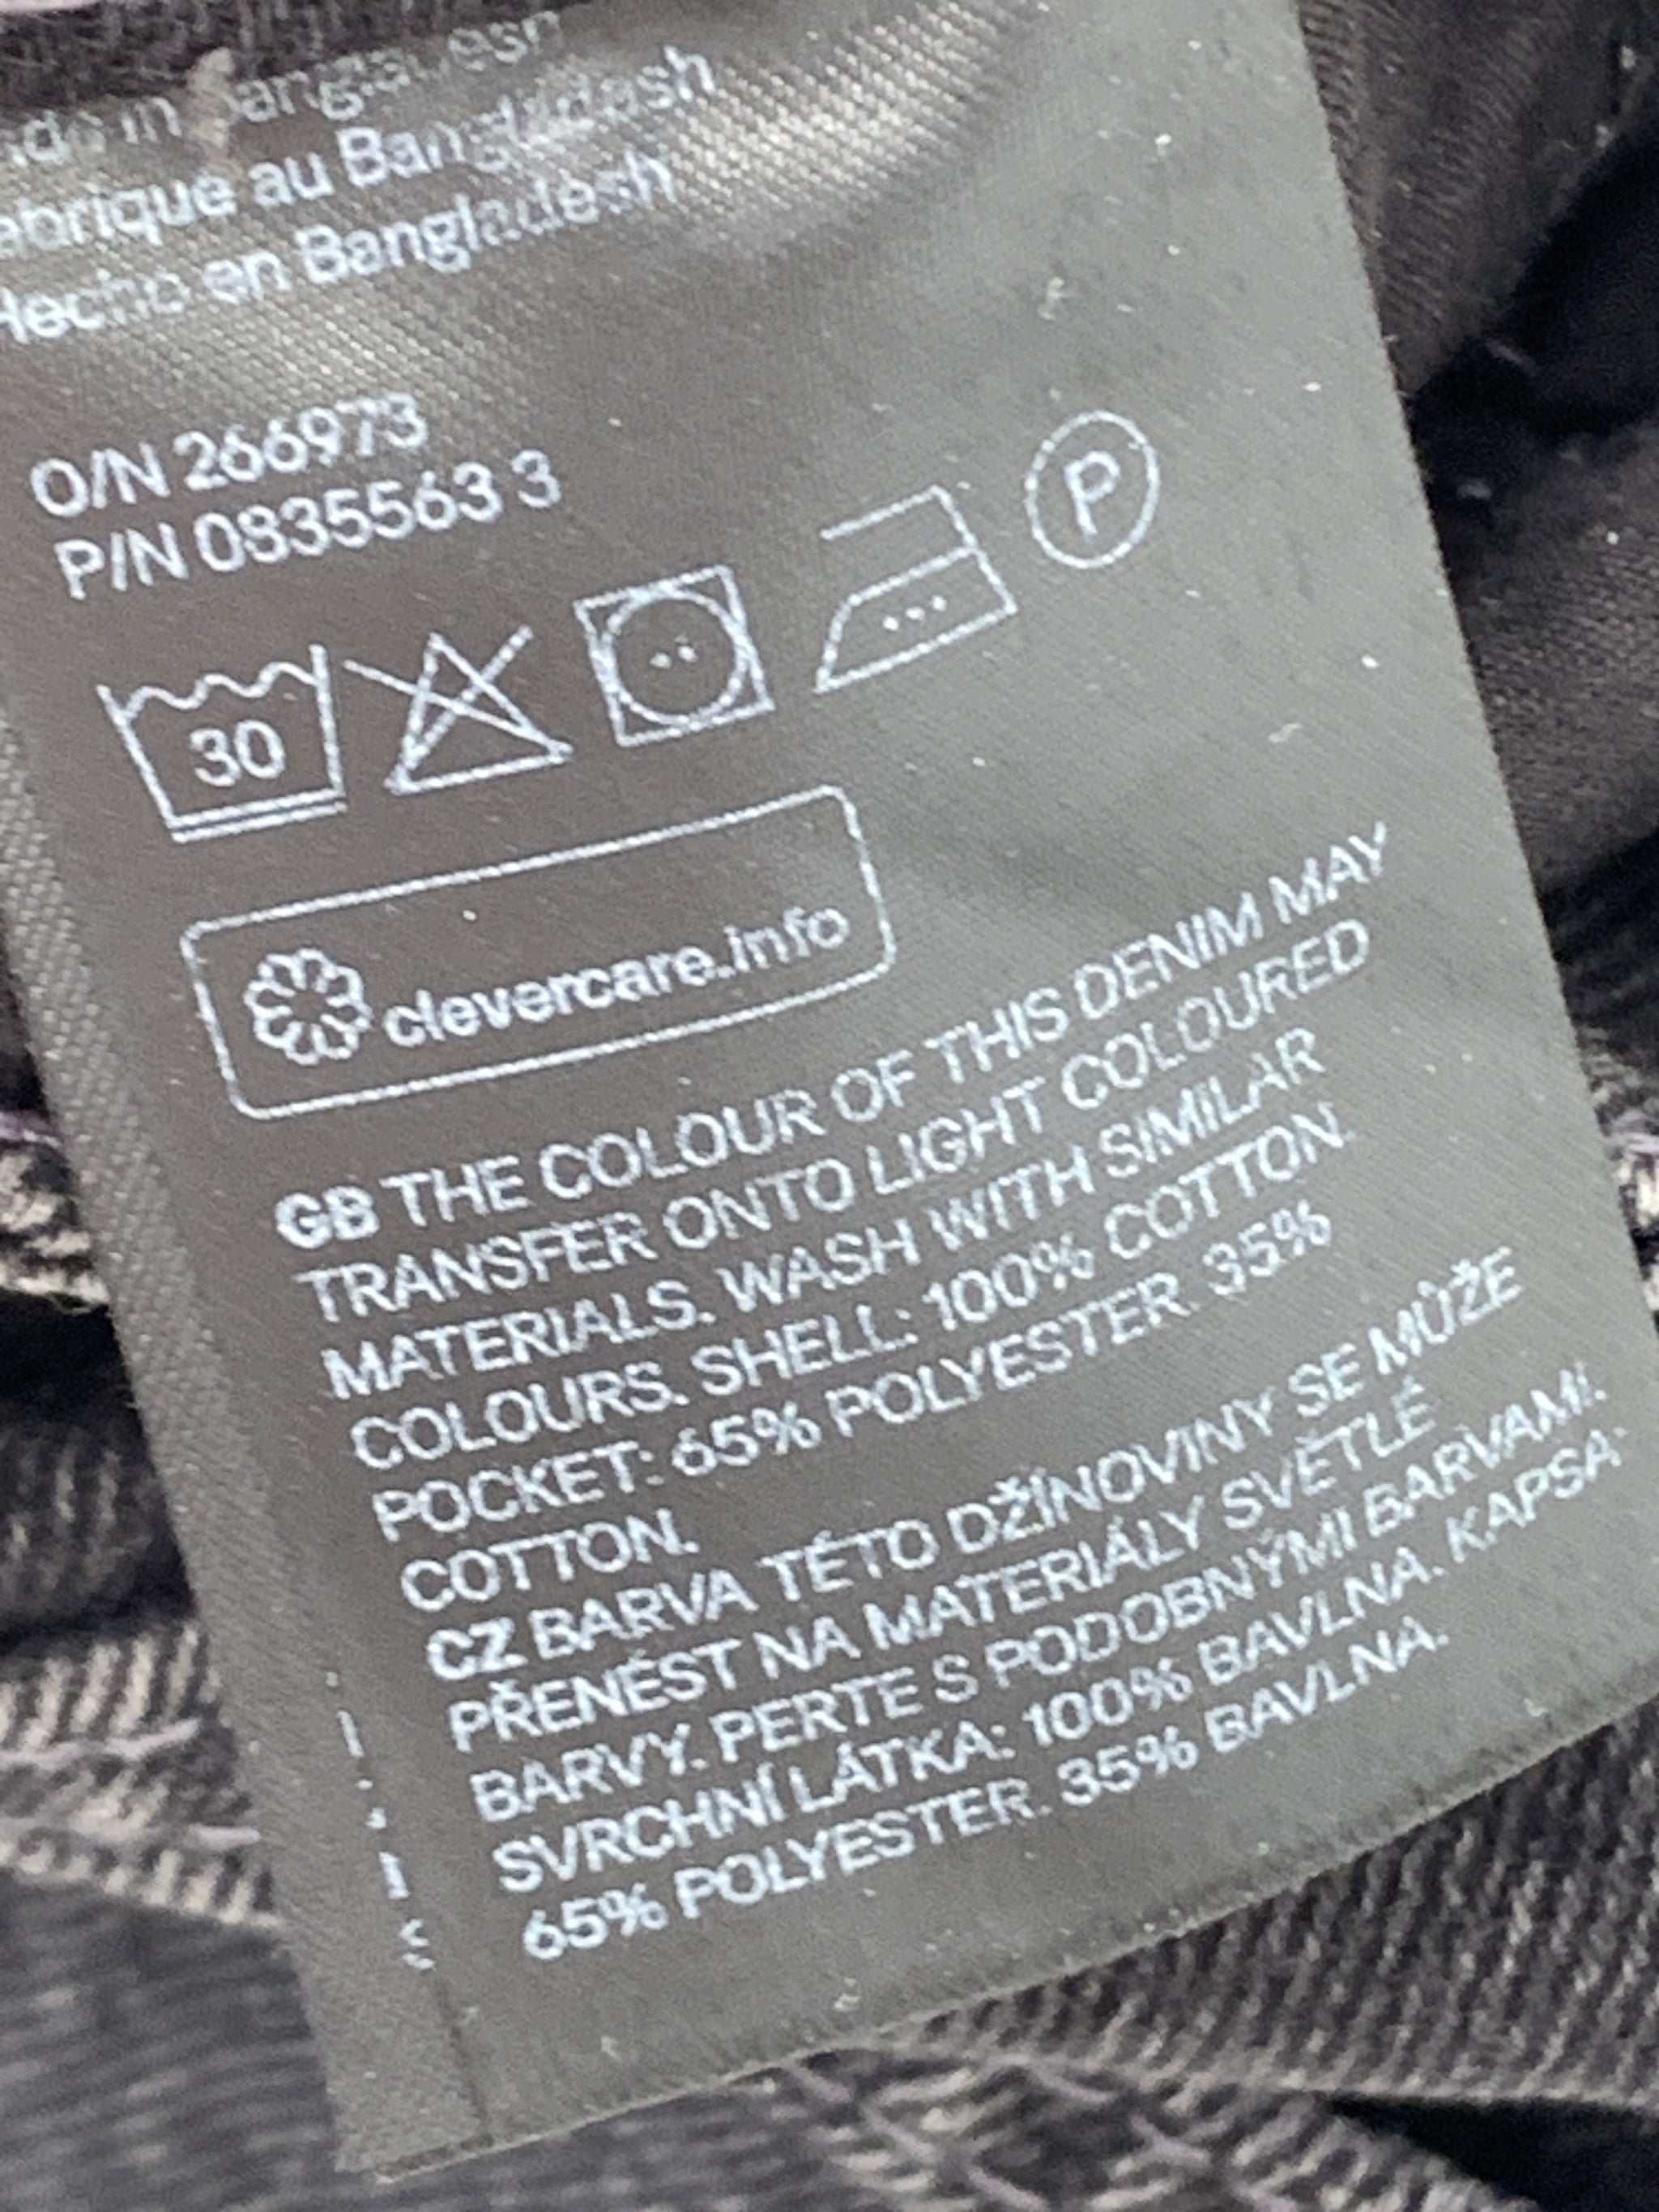 in Bangladesh
Fabriqué au Bangladesh
Hecho en Bangladesh
O/N 266973
P/N 0835563 3
30
P
clevercare.info
GB THE COLOUR OF THIS DENIM MAY
TRANSFER ONTO LIGHT COLOURED
MATERIALS. WASH WITH SIMILAR
COLOURS. SHELL: 100% COTTON.
POCKET: 65% POLYESTER. 35%
COTTON.
CZ BARVA TÉTO DŽÍNOVINY SE MŮŽE
PŘENÉST NA MATERIÁLY SVĚTLÉ
BARVY. PERTE S PODOBNÝMI BARVAMI.
SVRCHNÍ LÁTKA: 100% BAVLNA. KAPSA:
65% POLYESTER. 35% BAVLNA.